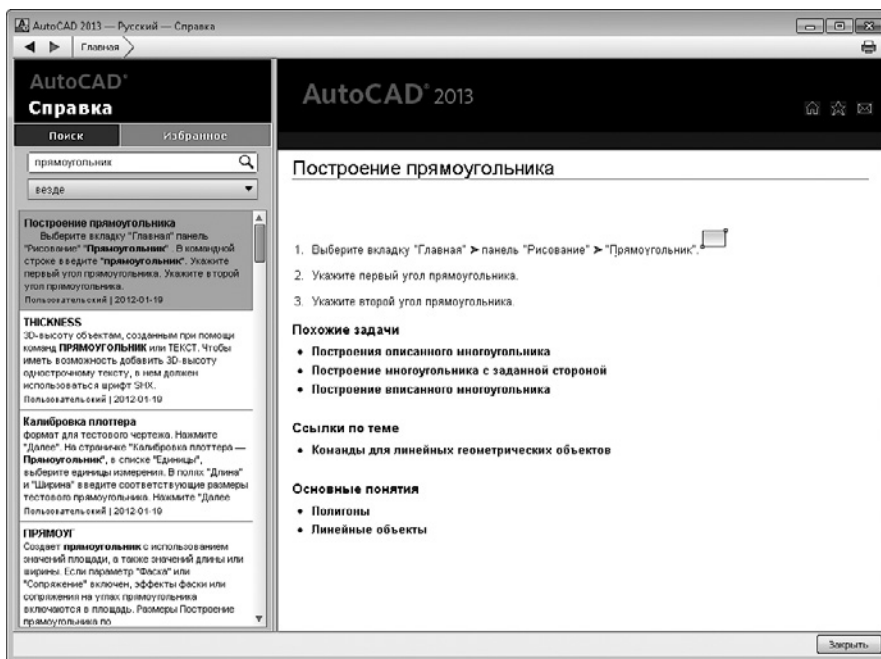 AutoCAD 2013 — Русский — Справка
Главная
AutoCAD®
Справка
Поиск
Избранное
прямоугольник
везде
Построение прямоугольника
Выберите вкладку "Главная" панель
"Рисование" "Прямоугольник" . В командной
строке введите "прямоугольник". Укажите
первый угол прямоугольника. Укажите второй
угол прямоугольника.
Пользовательский | 2012-01-19
THICKNESS
3D-высоту объектам, созданным при помощи
команд ПРЯМОУГОЛЬНИК или ТЕКСТ. Чтобы
иметь возможность добавить 3D-высоту
однострочному тексту, в нем должен
использоваться шрифт SHX.
Пользовательский | 2012-01-19
Калибровка плоттера
формат для тестового чертежа. Нажмите
"Далее". На страничке "Калибровка плоттера —
Прямоугольник", в списке "Единицы",
выберите единицы измерения. В полях "Длина"
и "Ширина" введите соответствующие размеры
тестового прямоугольника. Нажмите "Далее
Пользовательский | 2012-01-19
ПРЯМОУГ
Создает прямоугольник с использованием
значений площади, а также значений длины или
ширины. Если параметр "Фаска" или
"Сопряжение" включен, эффекты фаски или
сопряжения на углах прямоугольника
включаются в площадь. Размеры Построение
прямоугольника по
AutoCAD® 2013
Построение прямоугольника
1. Выберите вкладку "Главная" ➤ панель "Рисование" ➤ "Прямоугольник".
2. Укажите первый угол прямоугольника.
3. Укажите второй угол прямоугольника.
Похожие задачи
• Построения описанного многоугольника
• Построение многоугольника с заданной стороной
• Построение вписанного многоугольника
Ссылки по теме
• Команды для линейных геометрических объектов
Основные понятия
• Полигоны
• Линейные объекты
Закрыть